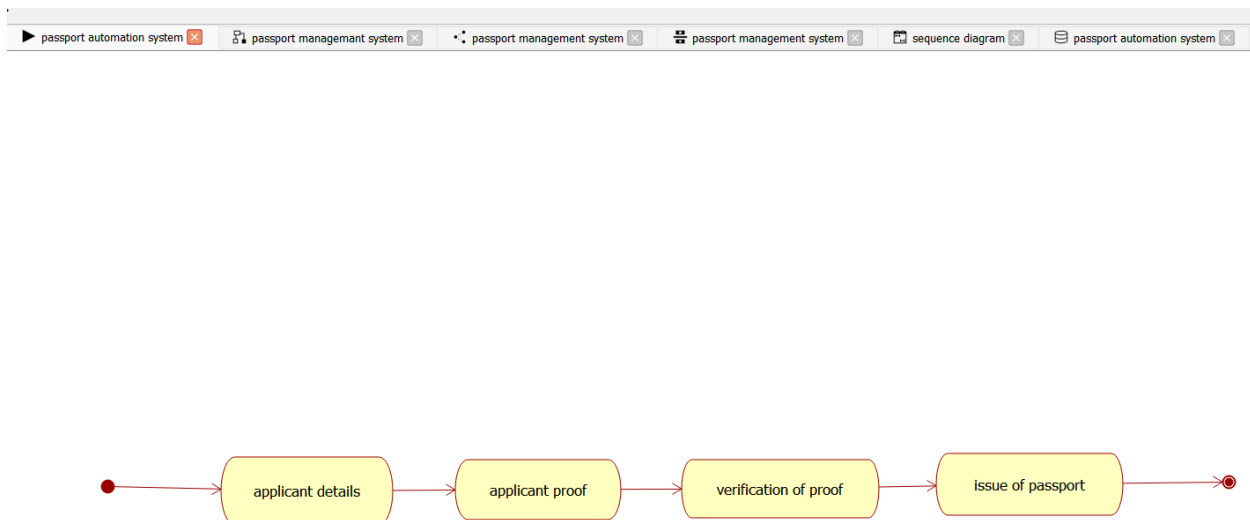 passport automation system
passport managemant system
passport management system
passport management system
sequence diagram
passport automation system
applicant details
applicant proof
verification of proof
issue of passport